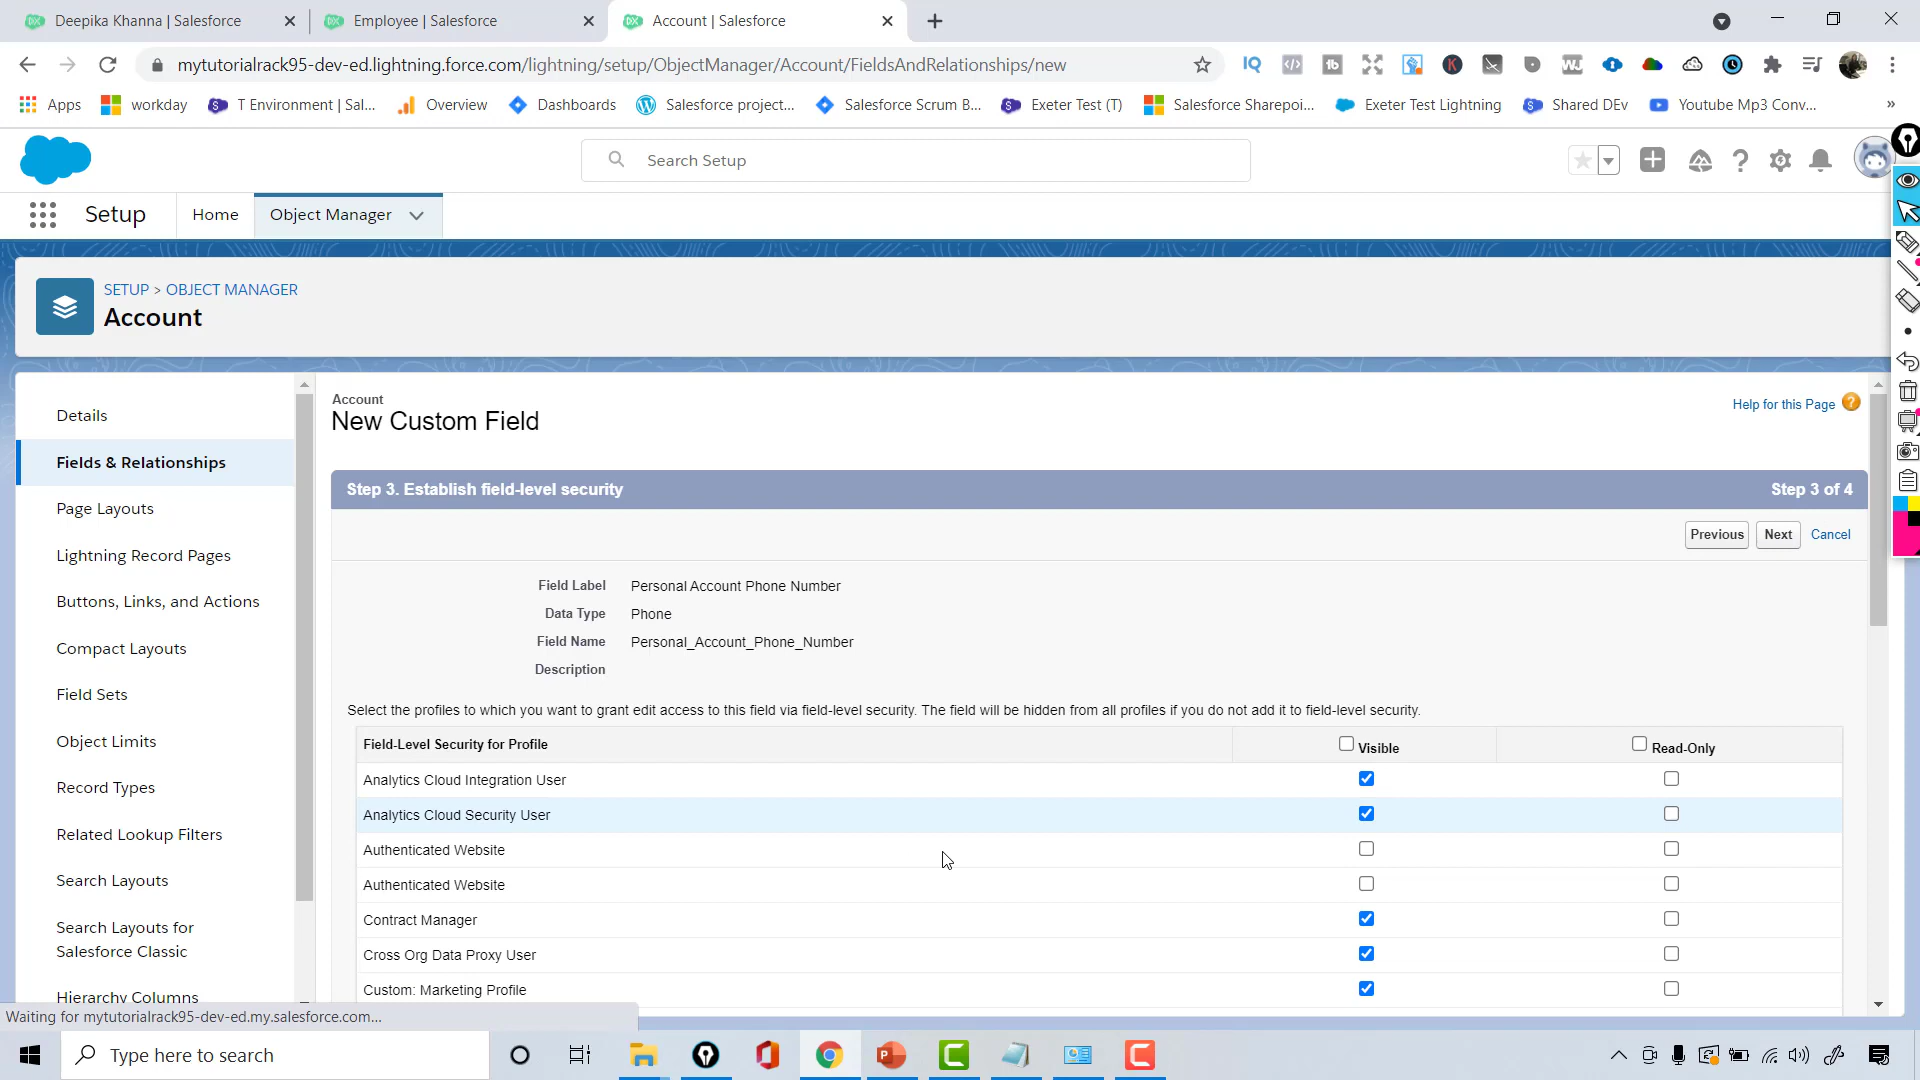 Deepika Khanna | Salesforce
Employee | Salesforce
Account | Salesforce
mytutorialrack95-dev-ed.lightning.force.com/lightning/setup/ObjectManager/Account/FieldsAndRelationships/new
IQ
tb
K
WJ
Apps
workday
T Environment | Sal...
Overview
Dashboards
Salesforce project...
Salesforce Scrum B...
Exeter Test (T)
Salesforce Sharepoi...
Exeter Test Lightning
Shared DEv
Youtube Mp3 Conv...
»
Search Setup
Setup
Home
Object Manager
SETUP > OBJECT MANAGER
Account
Details
Fields & Relationships
Page Layouts
Lightning Record Pages
Buttons, Links, and Actions
Compact Layouts
Field Sets
Object Limits
Record Types
Related Lookup Filters
Search Layouts
Search Layouts for
Salesforce Classic
Hierarchy Columns
Account
New Custom Field
Help for this Page ?
Step 3. Establish field-level security
Step 3 of 4
Previous
Next
Cancel
Field Label Personal Account Phone Number
Data Type Phone
Field Name Personal_Account_Phone_Number
Description
Select the profiles to which you want to grant edit access to this field via field-level security. The field will be hidden from all profiles if you do not add it to field-level security.
Field-Level Security for Profile Visible Read-Only
Analytics Cloud Integration User
Analytics Cloud Security User
Authenticated Website
Authenticated Website
Contract Manager
Cross Org Data Proxy User
Custom: Marketing Profile
Waiting for mytutorialrack95-dev-ed.my.salesforce.com...
Type here to search